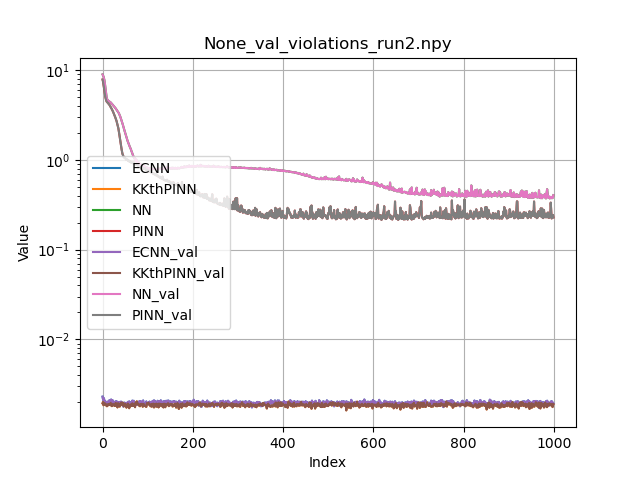 None_val_violations_run2.npy
10¹
10⁰
10⁻¹
10⁻²
Value
ECNN
KKthPINN
NN
PINN
ECNN_val
KKthPINN_val
NN_val
PINN_val
0 200 400 600 800 1000
Index